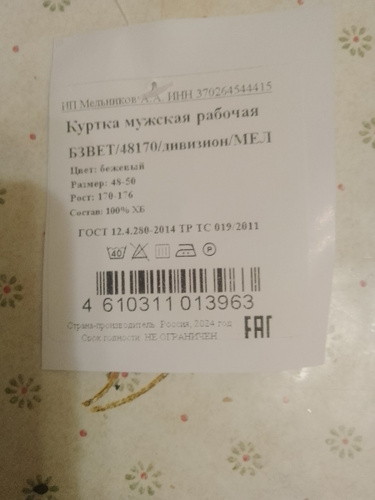 ИП Мельников А.А. ИНН 370264544415
Куртка мужская рабочая
БЗВЕТ/48170/дивизион/МЕЛ
Цвет: бежевый
Размер: 48-50
Рост: 170-176
Состав: 100% ХБ
ГОСТ 12.4.280-2014 ТР ТС 019/2011
40 P
4 610311 013963
Страна-производитель: Россия, 2024 год
Срок годности: НЕ ОГРАНИЧЕН
EAC